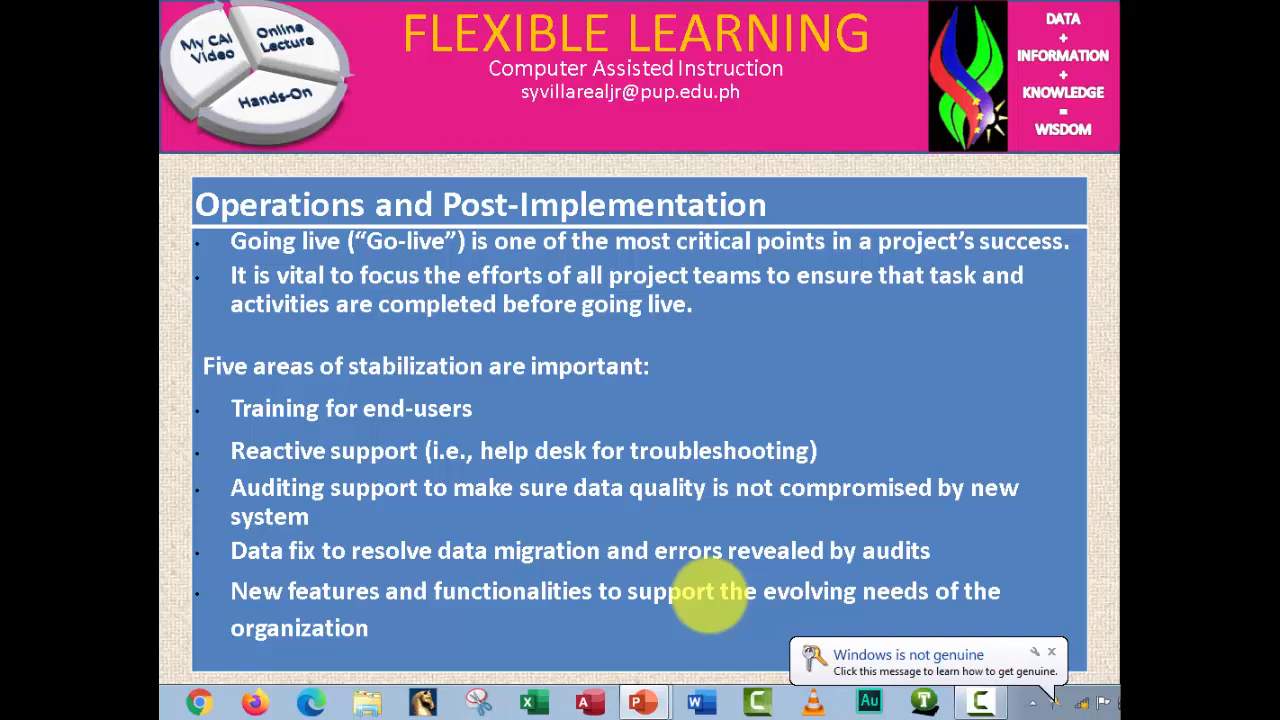 My CAI
Video
Online
Lecture
Hands-On
FLEXIBLE LEARNING
Computer Assisted Instruction
syvillarealjr@pup.edu.ph
DATA
+
INFORMATION
+
KNOWLEDGE
=
WISDOM
Operations and Post-Implementation
• Going live (“Go-live”) is one of the most critical points in a project’s success.
• It is vital to focus the efforts of all project teams to ensure that task and
activities are completed before going live.
Five areas of stabilization are important:
• Training for end-users
• Reactive support (i.e., help desk for troubleshooting)
• Auditing support to make sure data quality is not compromised by new
system
• Data fix to resolve data migration and errors revealed by audits
• New features and functionalities to support the evolving needs of the
organization
Windows is not genuine
Click this message to learn how to get genuine.